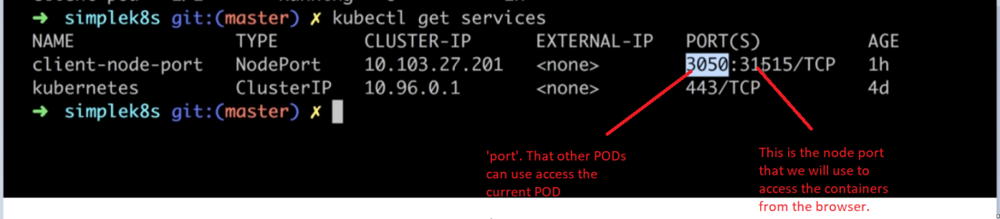 ➜ simplek8s git:(master) ✗ kubectl get services
NAME TYPE CLUSTER-IP EXTERNAL-IP PORT(S) AGE
client-node-port NodePort 10.103.27.201 <none> 3050:31515/TCP 1h
kubernetes ClusterIP 10.96.0.1 <none> 443/TCP 4d
➜ simplek8s git:(master) ✗
'port'. That other PODs
can use access the
current POD
This is the node port
that we will use to
access the containers
from the browser.